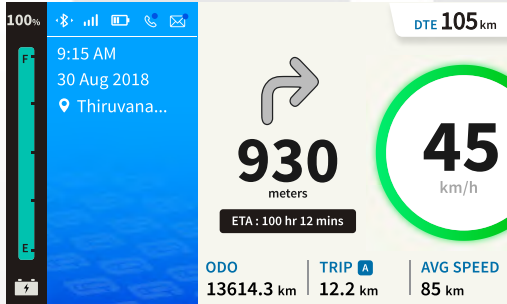 100%
9:15 AM
30 Aug 2018
Thiruvana...
F
E
DTE 105 km
930
meters
ETA : 100 hr 12 mins
45
km/h
ODO
13614.3 km
TRIP A
12.2 km
AVG SPEED
85 km